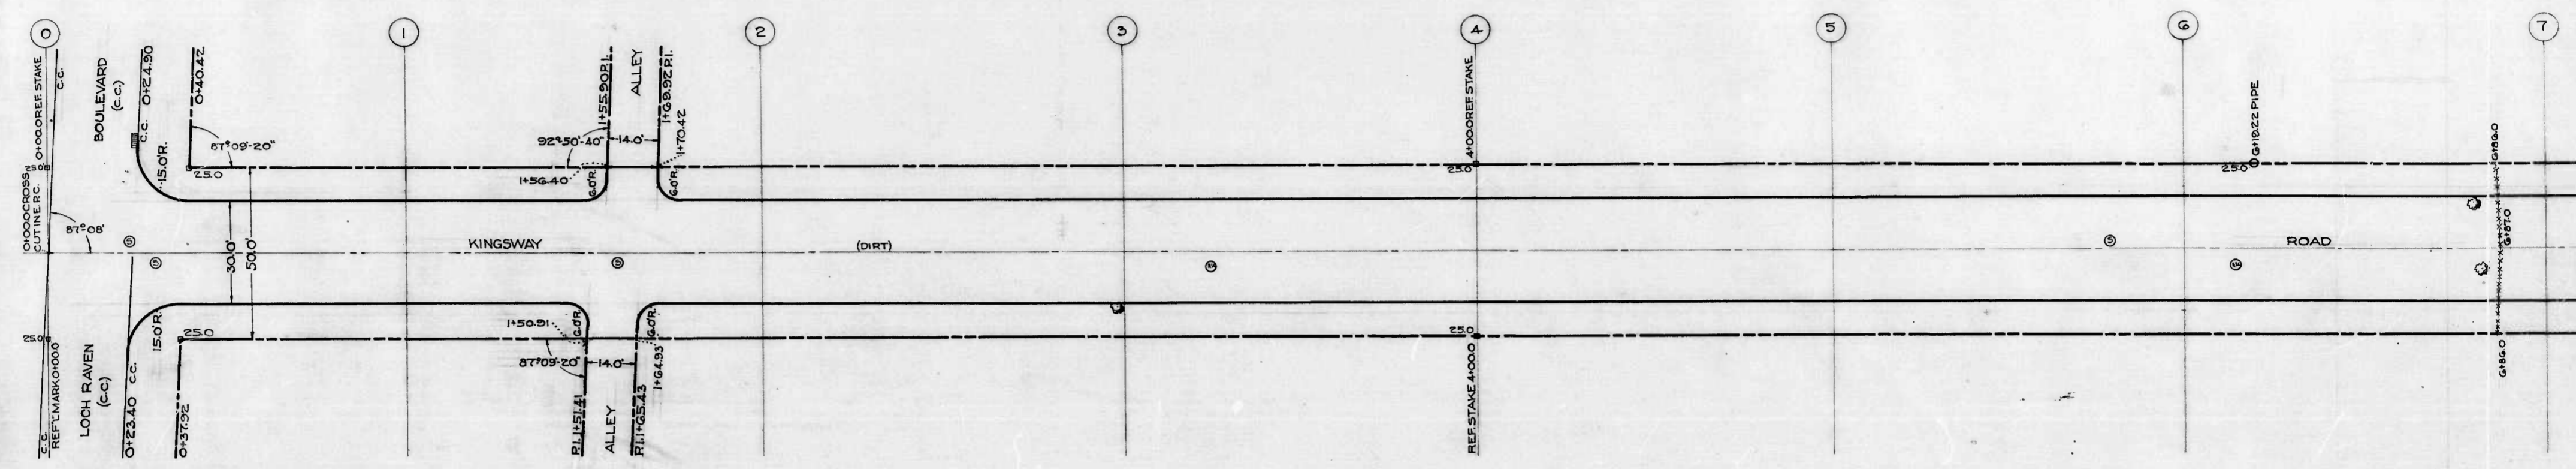 0
1
2
3
4
5
6
7
0+00.0 REF. STAKE
C.C.
BOULEVARD
(C.C.)
C.C. 0+24.90
0+40.42
1+55.90 P.I.
ALLEY
1+69.92 P.I.
1+70.42
4+00.0 REF. STAKE
6+19.22 PIPE
6+86.0
87°09'-20"
92°50'-40"
14.0'
15.0'R.
25.0
25.0
1+56.40
6.0'R.
6.0'R.
25.0
25.0
0+00.0 CROSS
CUT IN E.P.C.
87°08'
30.0'
50.0'
KINGSWAY
(DIRT)
ROAD
S
W
S
W
S
W
6+87.0
25.0
REF. MARK 0+00.0
C.C.
LOCH RAVEN
(C.C.)
0+23.40 C.C.
15.0'R.
25.0
0+37.92
1+50.91
6.0'R.
6.0'R.
87°09'-20"
14.0'
1+64.93
P.I. 1+51.41
ALLEY
P.I. 1+65.43
25.0
REF. STAKE 4+00.0
6+86.0